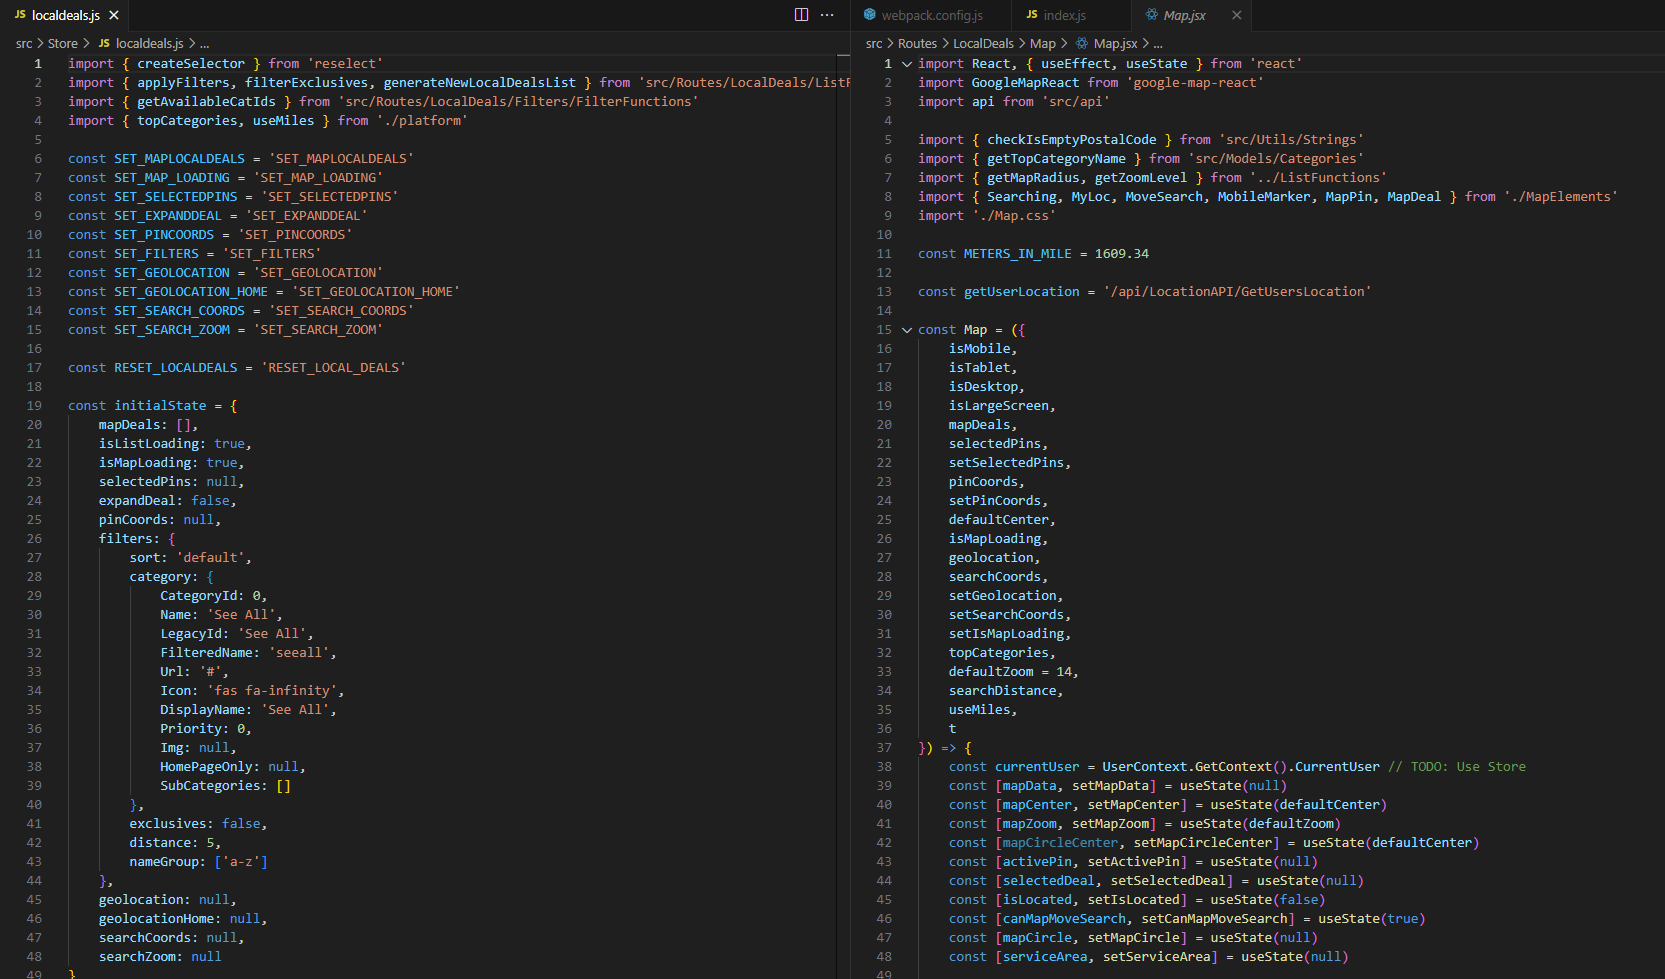 JS localdeals.js
src > Store > JS localdeals.js > ...
1 import { createSelector } from 'reselect'
2 import { applyFilters, filterExclusives, generateNewLocalDealsList } from 'src/Routes/LocalDeals/ListF
3 import { getAvailableCatIds } from 'src/Routes/LocalDeals/Filters/FilterFunctions'
4 import { topCategories, useMiles } from './platform'
5
6 const SET_MAPLOCALDEALS = 'SET_MAPLOCALDEALS'
7 const SET_MAP_LOADING = 'SET_MAP_LOADING'
8 const SET_SELECTEDPINS = 'SET_SELECTEDPINS'
9 const SET_EXPANDDEAL = 'SET_EXPANDDEAL'
10 const SET_PINCOORDS = 'SET_PINCOORDS'
11 const SET_FILTERS = 'SET_FILTERS'
12 const SET_GEOLOCATION = 'SET_GEOLOCATION'
13 const SET_GEOLOCATION_HOME = 'SET_GEOLOCATION_HOME'
14 const SET_SEARCH_COORDS = 'SET_SEARCH_COORDS'
15 const SET_SEARCH_ZOOM = 'SET_SEARCH_ZOOM'
16
17 const RESET_LOCALDEALS = 'RESET_LOCAL_DEALS'
18
19 const initialState = {
20 mapDeals: [],
21 isListLoading: true,
22 isMapLoading: true,
23 selectedPins: null,
24 expandDeal: false,
25 pinCoords: null,
26 filters: {
27 sort: 'default',
28 category: {
29 CategoryId: 0,
30 Name: 'See All',
31 LegacyId: 'See All',
32 FilteredName: 'seeall',
33 Url: '#',
34 Icon: 'fas fa-infinity',
35 DisplayName: 'See All',
36 Priority: 0,
37 Img: null,
38 HomePageOnly: null,
39 SubCategories: []
40 },
41 exclusives: false,
42 distance: 5,
43 nameGroup: ['a-z']
44 },
45 geolocation: null,
46 geolocationHome: null,
47 searchCoords: null,
48 searchZoom: null
49 }
webpack.config.js
JS index.js
Map.jsx
src > Routes > LocalDeals > Map > Map.jsx > ...
1 import React, { useEffect, useState } from 'react'
2 import GoogleMapReact from 'google-map-react'
3 import api from 'src/api'
4
5 import { checkIsEmptyPostalCode } from 'src/Utils/Strings'
6 import { getTopCategoryName } from 'src/Models/Categories'
7 import { getMapRadius, getZoomLevel } from '../ListFunctions'
8 import { Searching, MyLoc, MoveSearch, MobileMarker, MapPin, MapDeal } from './MapElements'
9 import './Map.css'
10
11 const METERS_IN_MILE = 1609.34
12
13 const getUserLocation = '/api/LocationAPI/GetUsersLocation'
14
15 const Map = ({
16 isMobile,
17 isTablet,
18 isDesktop,
19 isLargeScreen,
20 mapDeals,
21 selectedPins,
22 setSelectedPins,
23 pinCoords,
24 setPinCoords,
25 defaultCenter,
26 isMapLoading,
27 geolocation,
28 searchCoords,
29 setGeolocation,
30 setSearchCoords,
31 setIsMapLoading,
32 topCategories,
33 defaultZoom = 14,
34 searchDistance,
35 useMiles,
36 t
37 }) => {
38 const currentUser = UserContext.GetContext().CurrentUser // TODO: Use Store
39 const [mapData, setMapData] = useState(null)
40 const [mapCenter, setMapCenter] = useState(defaultCenter)
41 const [mapZoom, setMapZoom] = useState(defaultZoom)
42 const [mapCircleCenter, setMapCircleCenter] = useState(defaultCenter)
43 const [activePin, setActivePin] = useState(null)
44 const [selectedDeal, setSelectedDeal] = useState(null)
45 const [isLocated, setIsLocated] = useState(false)
46 const [canMapMoveSearch, setCanMapMoveSearch] = useState(true)
47 const [mapCircle, setMapCircle] = useState(null)
48 const [serviceArea, setServiceArea] = useState(null)
49